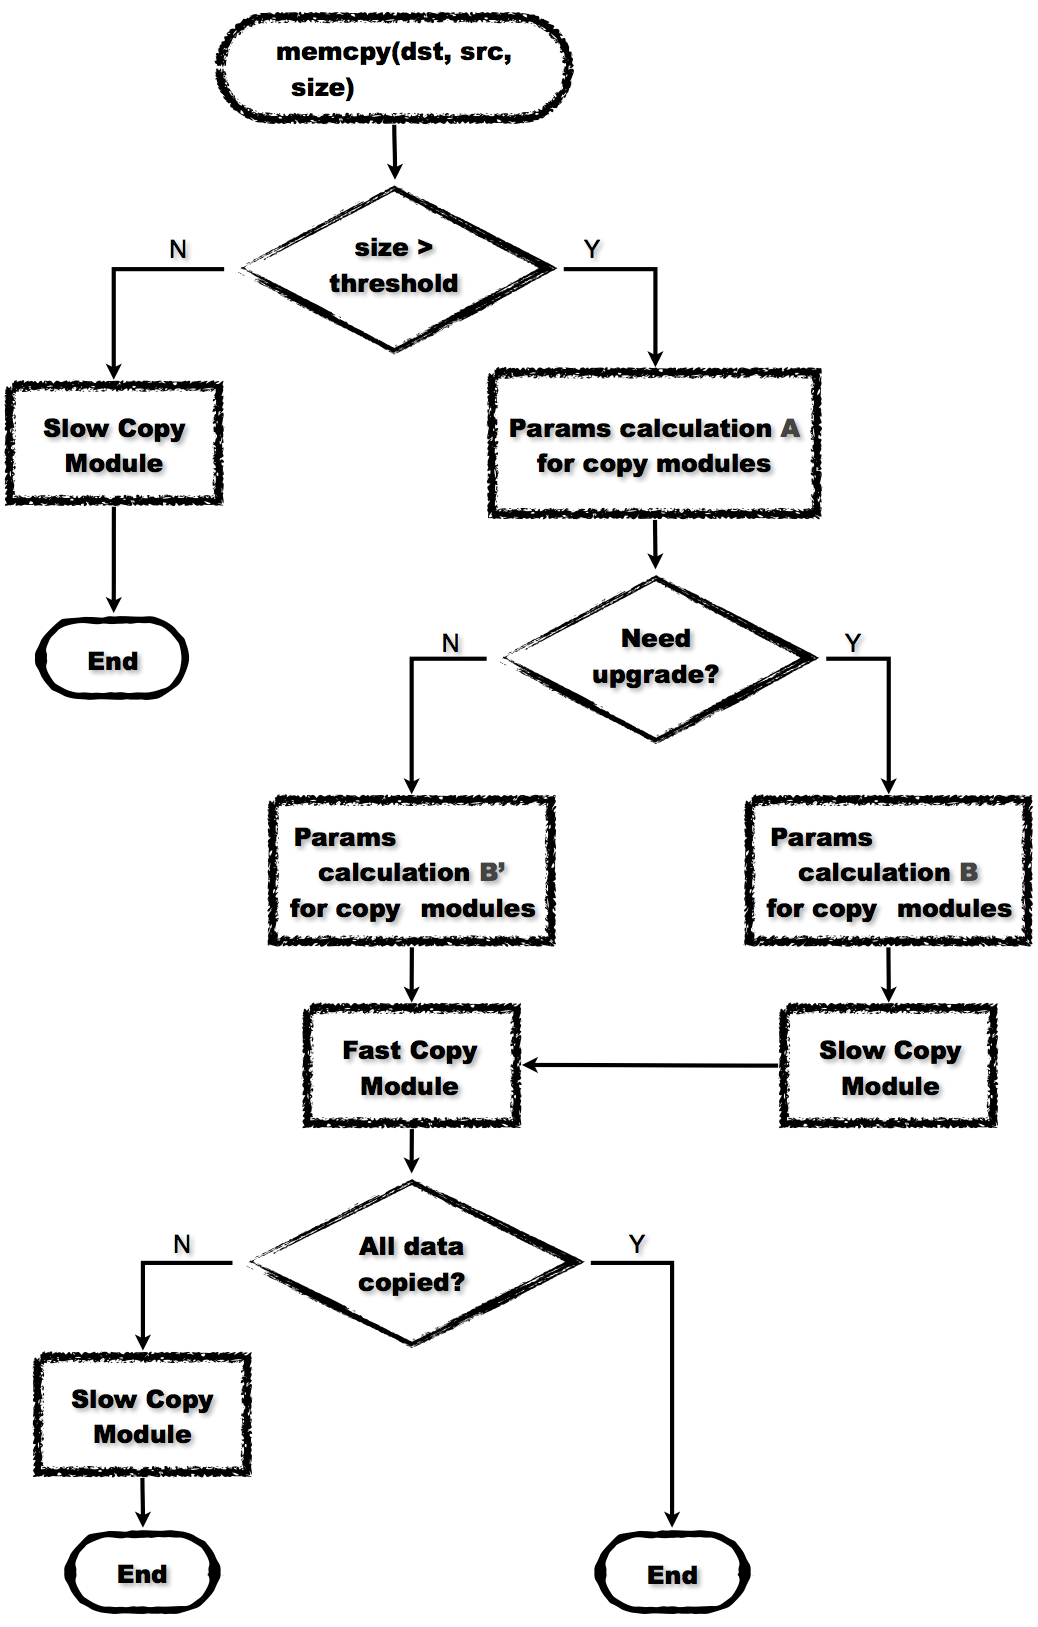 memcpy(dst, src,
size)
size >
threshold
N
Y
Slow Copy
Module
Params calculation A
for copy modules
End
Need
upgrade?
N
Y
Params
calculation B’
for copy modules
Params
calculation B
for copy modules
Fast Copy
Module
Slow Copy
Module
All data
copied?
N
Y
Slow Copy
Module
End
End